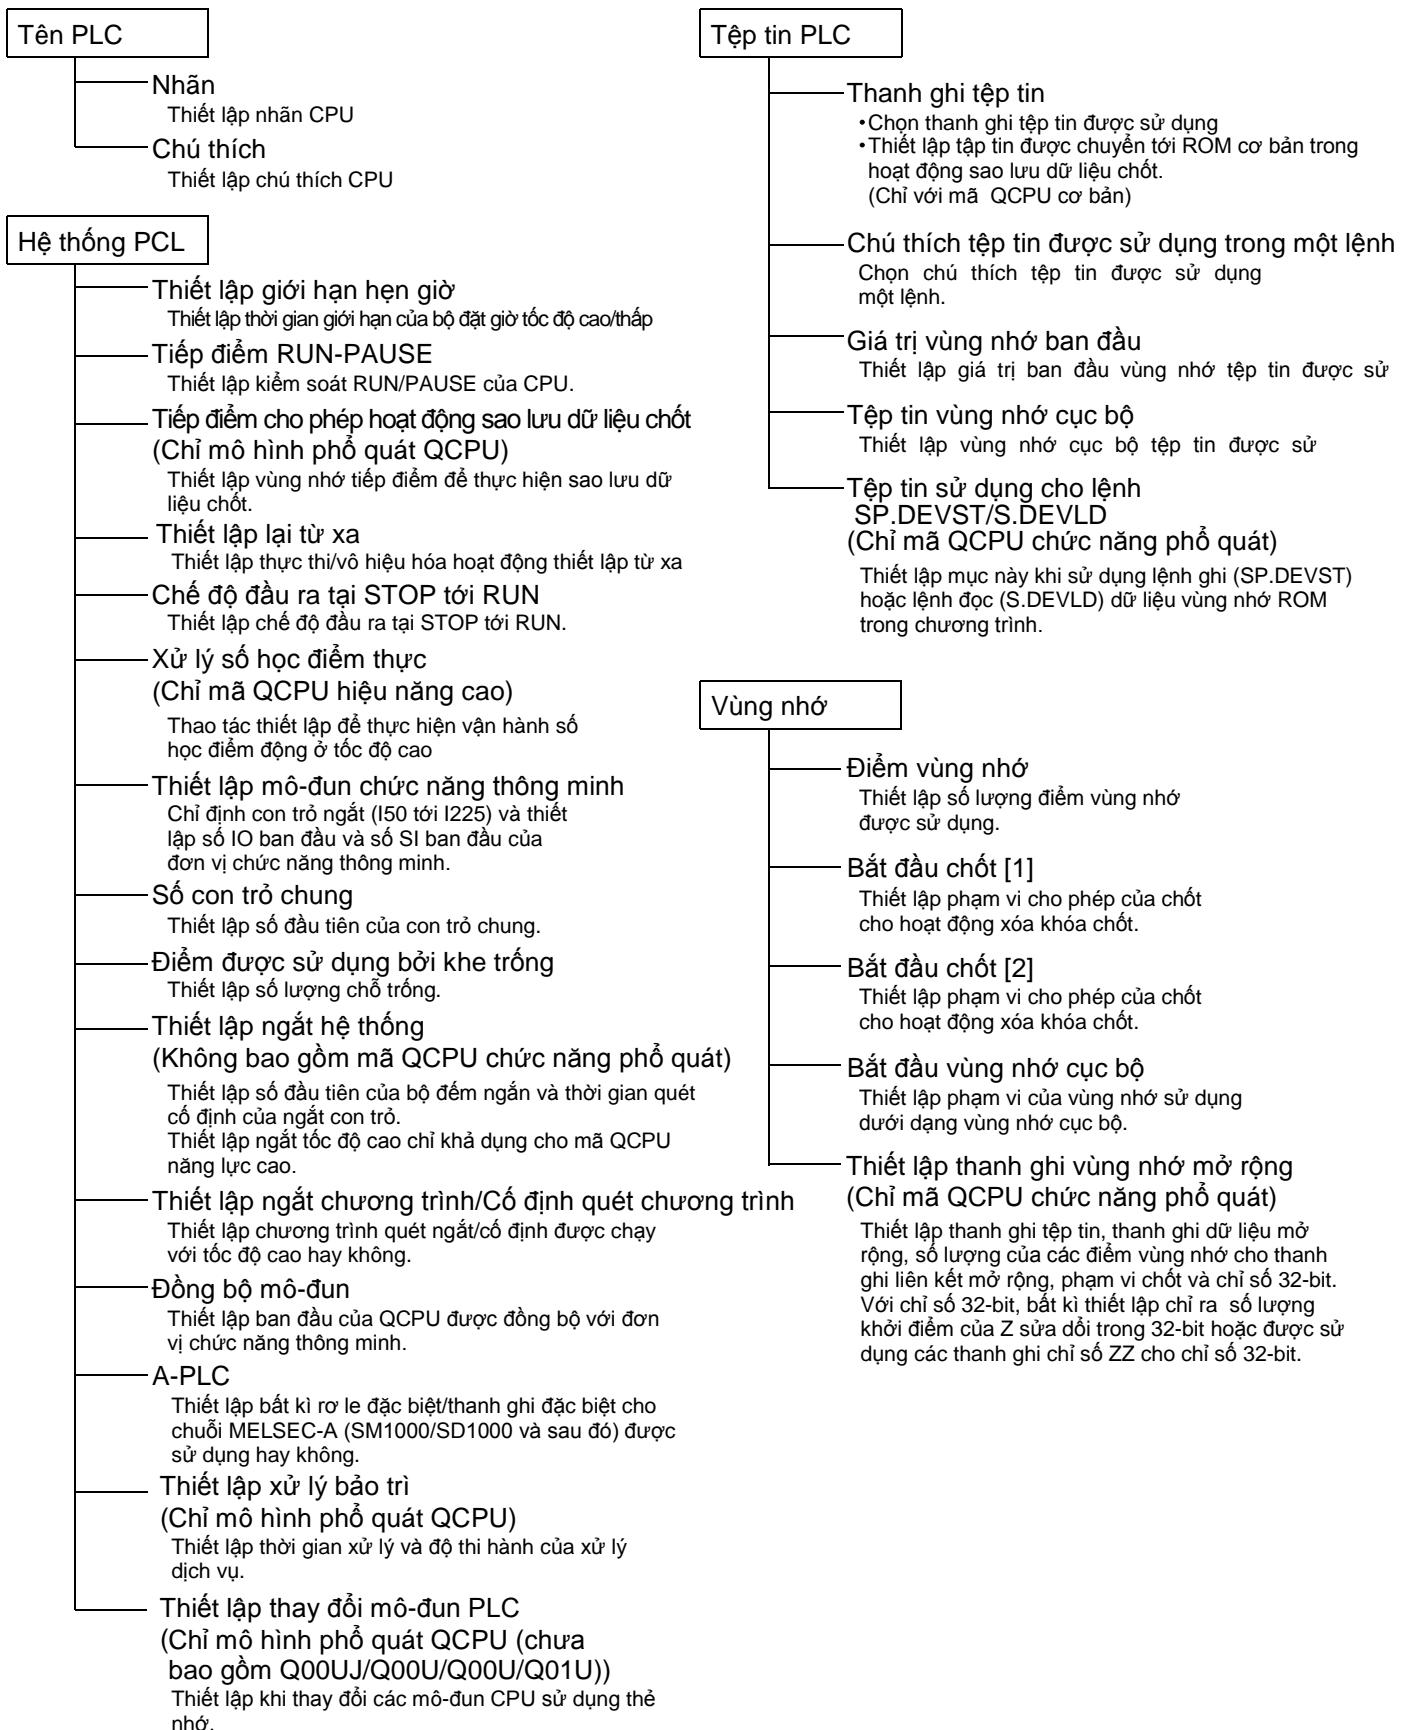 Tên PLC
Nhãn
Thiết lập nhãn CPU
Chú thích
Thiết lập chú thích CPU
Hệ thống PCL
Thiết lập giới hạn hẹn giờ
Thiết lập thời gian giới hạn của bộ đặt giờ tốc độ cao/thấp
Tiếp điểm RUN-PAUSE
Thiết lập kiểm soát RUN/PAUSE của CPU.
Tiếp điểm cho phép hoạt động sao lưu dữ liệu chốt
(Chỉ mô hình phổ quát QCPU)
Thiết lập vùng nhớ tiếp điểm để thực hiện sao lưu dữ
liệu chốt.
Thiết lập lại từ xa
Thiết lập thực thi/vô hiệu hóa hoạt động thiết lập từ xa
Chế độ đầu ra tại STOP tới RUN
Thiết lập chế độ đầu ra tại STOP tới RUN.
Xử lý số học điểm thực
(Chỉ mã QCPU hiệu năng cao)
Thao tác thiết lập để thực hiện vận hành số
học điểm động ở tốc độ cao
Thiết lập mô-đun chức năng thông minh
Chỉ định con trỏ ngắt (I50 tới I225) và thiết
lập số IO ban đầu và số SI ban đầu của
đơn vị chức năng thông minh.
Số con trỏ chung
Thiết lập số đầu tiên của con trỏ chung.
Điểm được sử dụng bởi khe trống
Thiết lập số lượng chỗ trống.
Thiết lập ngắt hệ thống
(Không bao gồm mã QCPU chức năng phổ quát)
Thiết lập số đầu tiên của bộ đếm ngắn và thời gian quét
cố định của ngắt con trỏ.
Thiết lập ngắt tốc độ cao chỉ khả dụng cho mã QCPU
năng lực cao.
Thiết lập ngắt chương trình/Cố định quét chương trình
Thiết lập chương trình quét ngắt/cố định được chạy
với tốc độ cao hay không.
Đồng bộ mô-đun
Thiết lập ban đầu của QCPU được đồng bộ với đơn
vị chức năng thông minh.
A-PLC
Thiết lập bất kì rơ le đặc biệt/thanh ghi đặc biệt cho
chuỗi MELSEC-A (SM1000/SD1000 và sau đó) được
sử dụng hay không.
Thiết lập xử lý bảo trì
(Chỉ mô hình phổ quát QCPU)
Thiết lập thời gian xử lý và độ thi hành của xử lý
dịch vụ.
Thiết lập thay đổi mô-đun PLC
(Chỉ mô hình phổ quát QCPU (chưa
bao gồm Q00UJ/Q00U/Q00U/Q01U))
Thiết lập khi thay đổi các mô-đun CPU sử dụng thẻ
nhớ.
Tệp tin PLC
Thanh ghi tệp tin
•Chọn thanh ghi tệp tin được sử dụng
•Thiết lập tập tin được chuyển tới ROM cơ bản trong
hoạt động sao lưu dữ liệu chốt.
(Chỉ với mã QCPU cơ bản)
Chú thích tệp tin được sử dụng trong một lệnh
Chọn chú thích tệp tin được sử dụng
một lệnh.
Giá trị vùng nhớ ban đầu
Thiết lập giá trị ban đầu vùng nhớ tệp tin được sử
Tệp tin vùng nhớ cục bộ
Thiết lập vùng nhớ cục bộ tệp tin được sử
Tệp tin sử dụng cho lệnh
SP.DEVST/S.DEVLD
(Chỉ mã QCPU chức năng phổ quát)
Thiết lập mục này khi sử dụng lệnh ghi (SP.DEVST)
hoặc lệnh đọc (S.DEVLD) dữ liệu vùng nhớ ROM
trong chương trình.
Vùng nhớ
Điểm vùng nhớ
Thiết lập số lượng điểm vùng nhớ
được sử dụng.
Bắt đầu chốt [1]
Thiết lập phạm vi cho phép của chốt
cho hoạt động xóa khóa chốt.
Bắt đầu chốt [2]
Thiết lập phạm vi cho phép của chốt
cho hoạt động xóa khóa chốt.
Bắt đầu vùng nhớ cục bộ
Thiết lập phạm vi của vùng nhớ sử dụng
dưới dạng vùng nhớ cục bộ.
Thiết lập thanh ghi vùng nhớ mở rộng
(Chỉ mã QCPU chức năng phổ quát)
Thiết lập thanh ghi tệp tin, thanh ghi dữ liệu mở
rộng, số lượng của các điểm vùng nhớ cho thanh
ghi liên kết mở rộng, phạm vi chốt và chỉ số 32-bit.
Với chỉ số 32-bit, bất kì thiết lập chỉ ra số lượng
khởi điểm của Z sửa dổi trong 32-bit hoặc được sử
dụng các thanh ghi chỉ số ZZ cho chỉ số 32-bit.